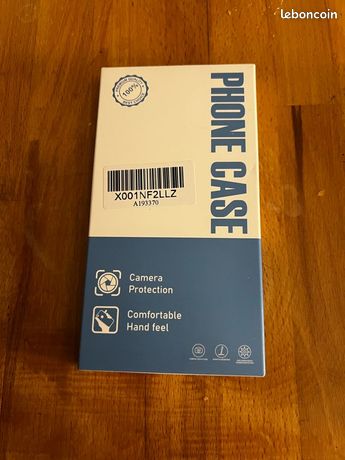 leboncoin
100%
PHONE CASE
X001NF2LLZ
A193370
Camera
Protection
Comfortable
Hand feel